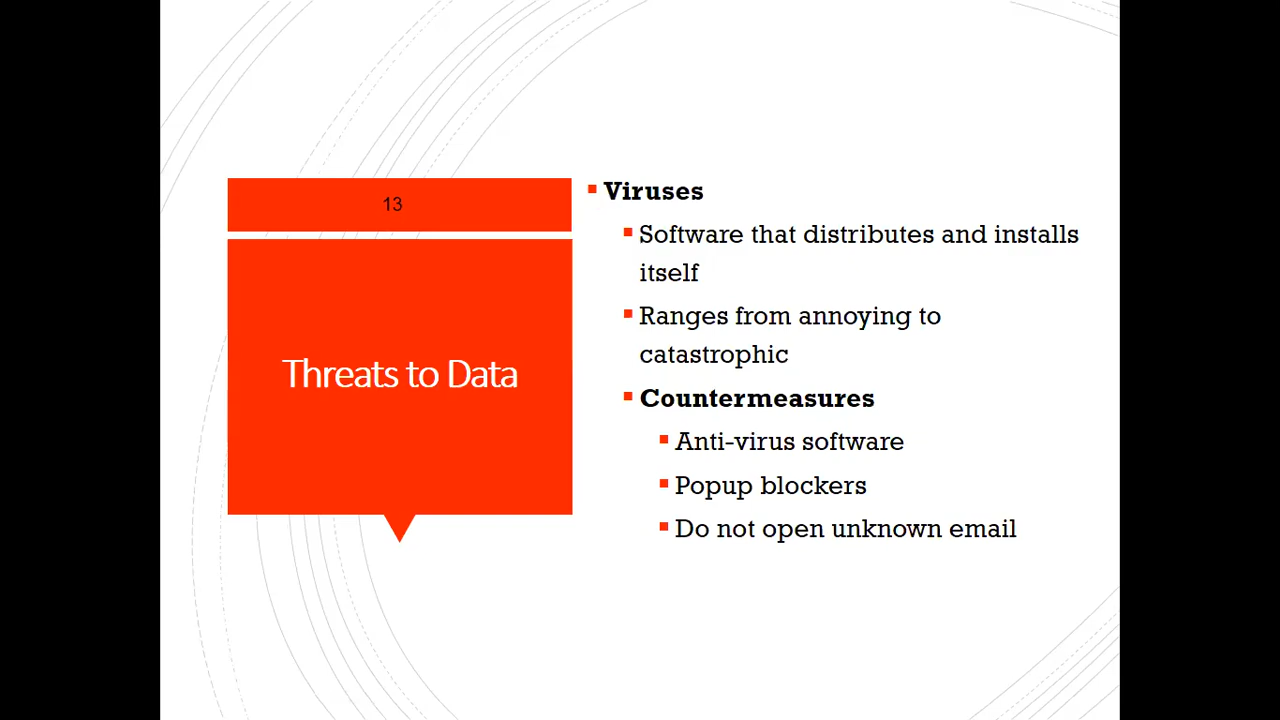 13
Threats to Data
Viruses
Software that distributes and installs
itself
Ranges from annoying to
catastrophic
Countermeasures
Anti-virus software
Popup blockers
Do not open unknown email